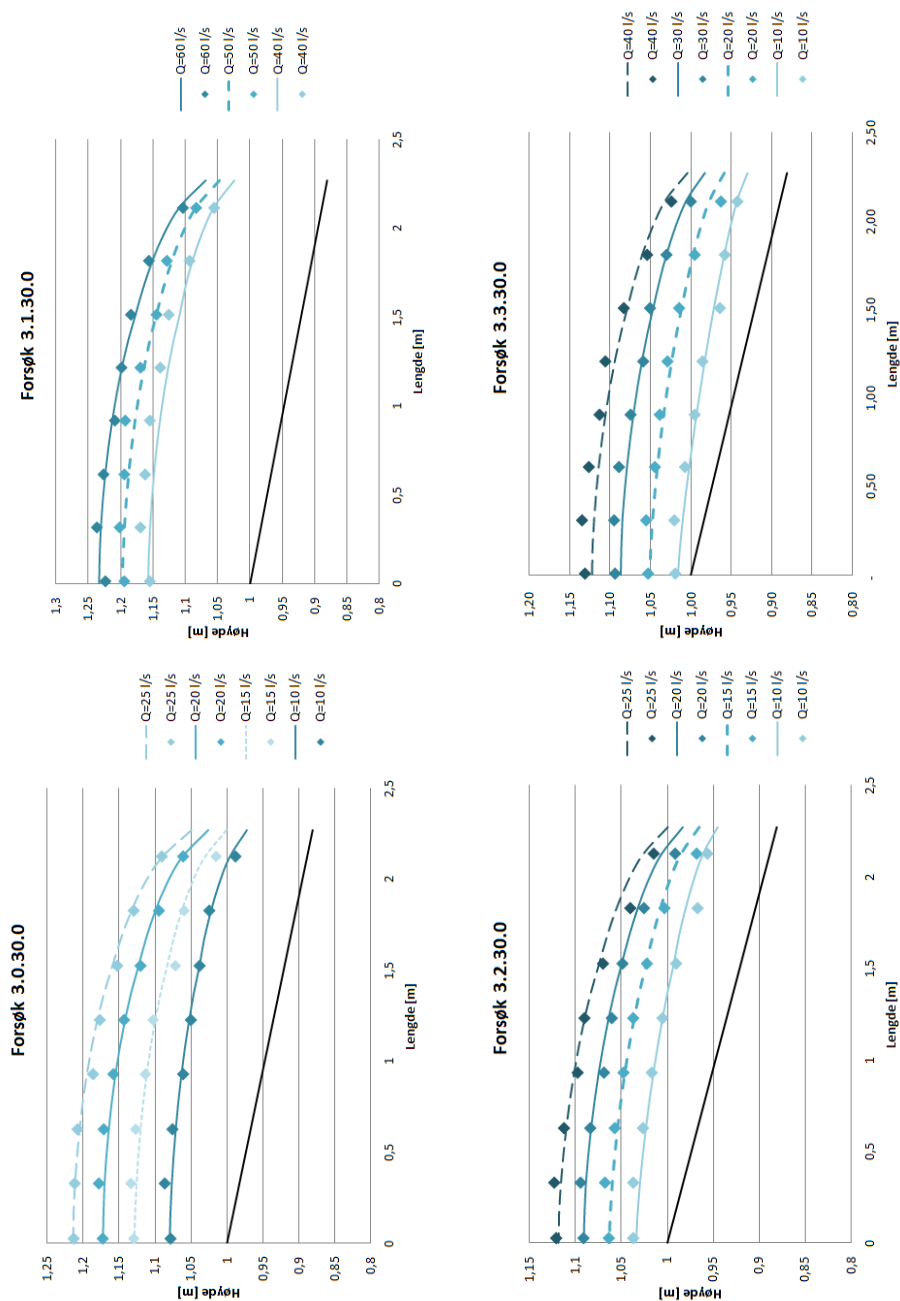 Forsøk 3.0.30.0
1,25
1,2
1,15
1,1
1,05
1
0,95
0,9
0,85
0,8
Høyde [m]
0
0,5
1
1,5
2
2,5
Lengde [m]
Q=25 l/s
Q=25 l/s
Q=20 l/s
Q=20 l/s
Q=15 l/s
Q=15 l/s
Q=10 l/s
Q=10 l/s
Forsøk 3.1.30.0
1,3
1,25
1,2
1,15
1,1
1,05
1
0,95
0,9
0,85
0,8
Høyde [m]
0
0,5
1
1,5
2
2,5
Lengde [m]
Q=60 l/s
Q=60 l/s
Q=50 l/s
Q=50 l/s
Q=40 l/s
Q=40 l/s
Forsøk 3.2.30.0
1,15
1,1
1,05
1
0,95
0,9
0,85
0,8
Høyde [m]
0
0,5
1
1,5
2
2,5
Lengde [m]
Q=25 l/s
Q=25 l/s
Q=20 l/s
Q=20 l/s
Q=15 l/s
Q=15 l/s
Q=10 l/s
Q=10 l/s
Forsøk 3.3.30.0
1,20
1,15
1,10
1,05
1,00
0,95
0,90
0,85
0,80
Høyde [m]
-
0,50
1,00
1,50
2,00
2,50
Lengde [m]
Q=40 l/s
Q=40 l/s
Q=30 l/s
Q=30 l/s
Q=20 l/s
Q=20 l/s
Q=10 l/s
Q=10 l/s